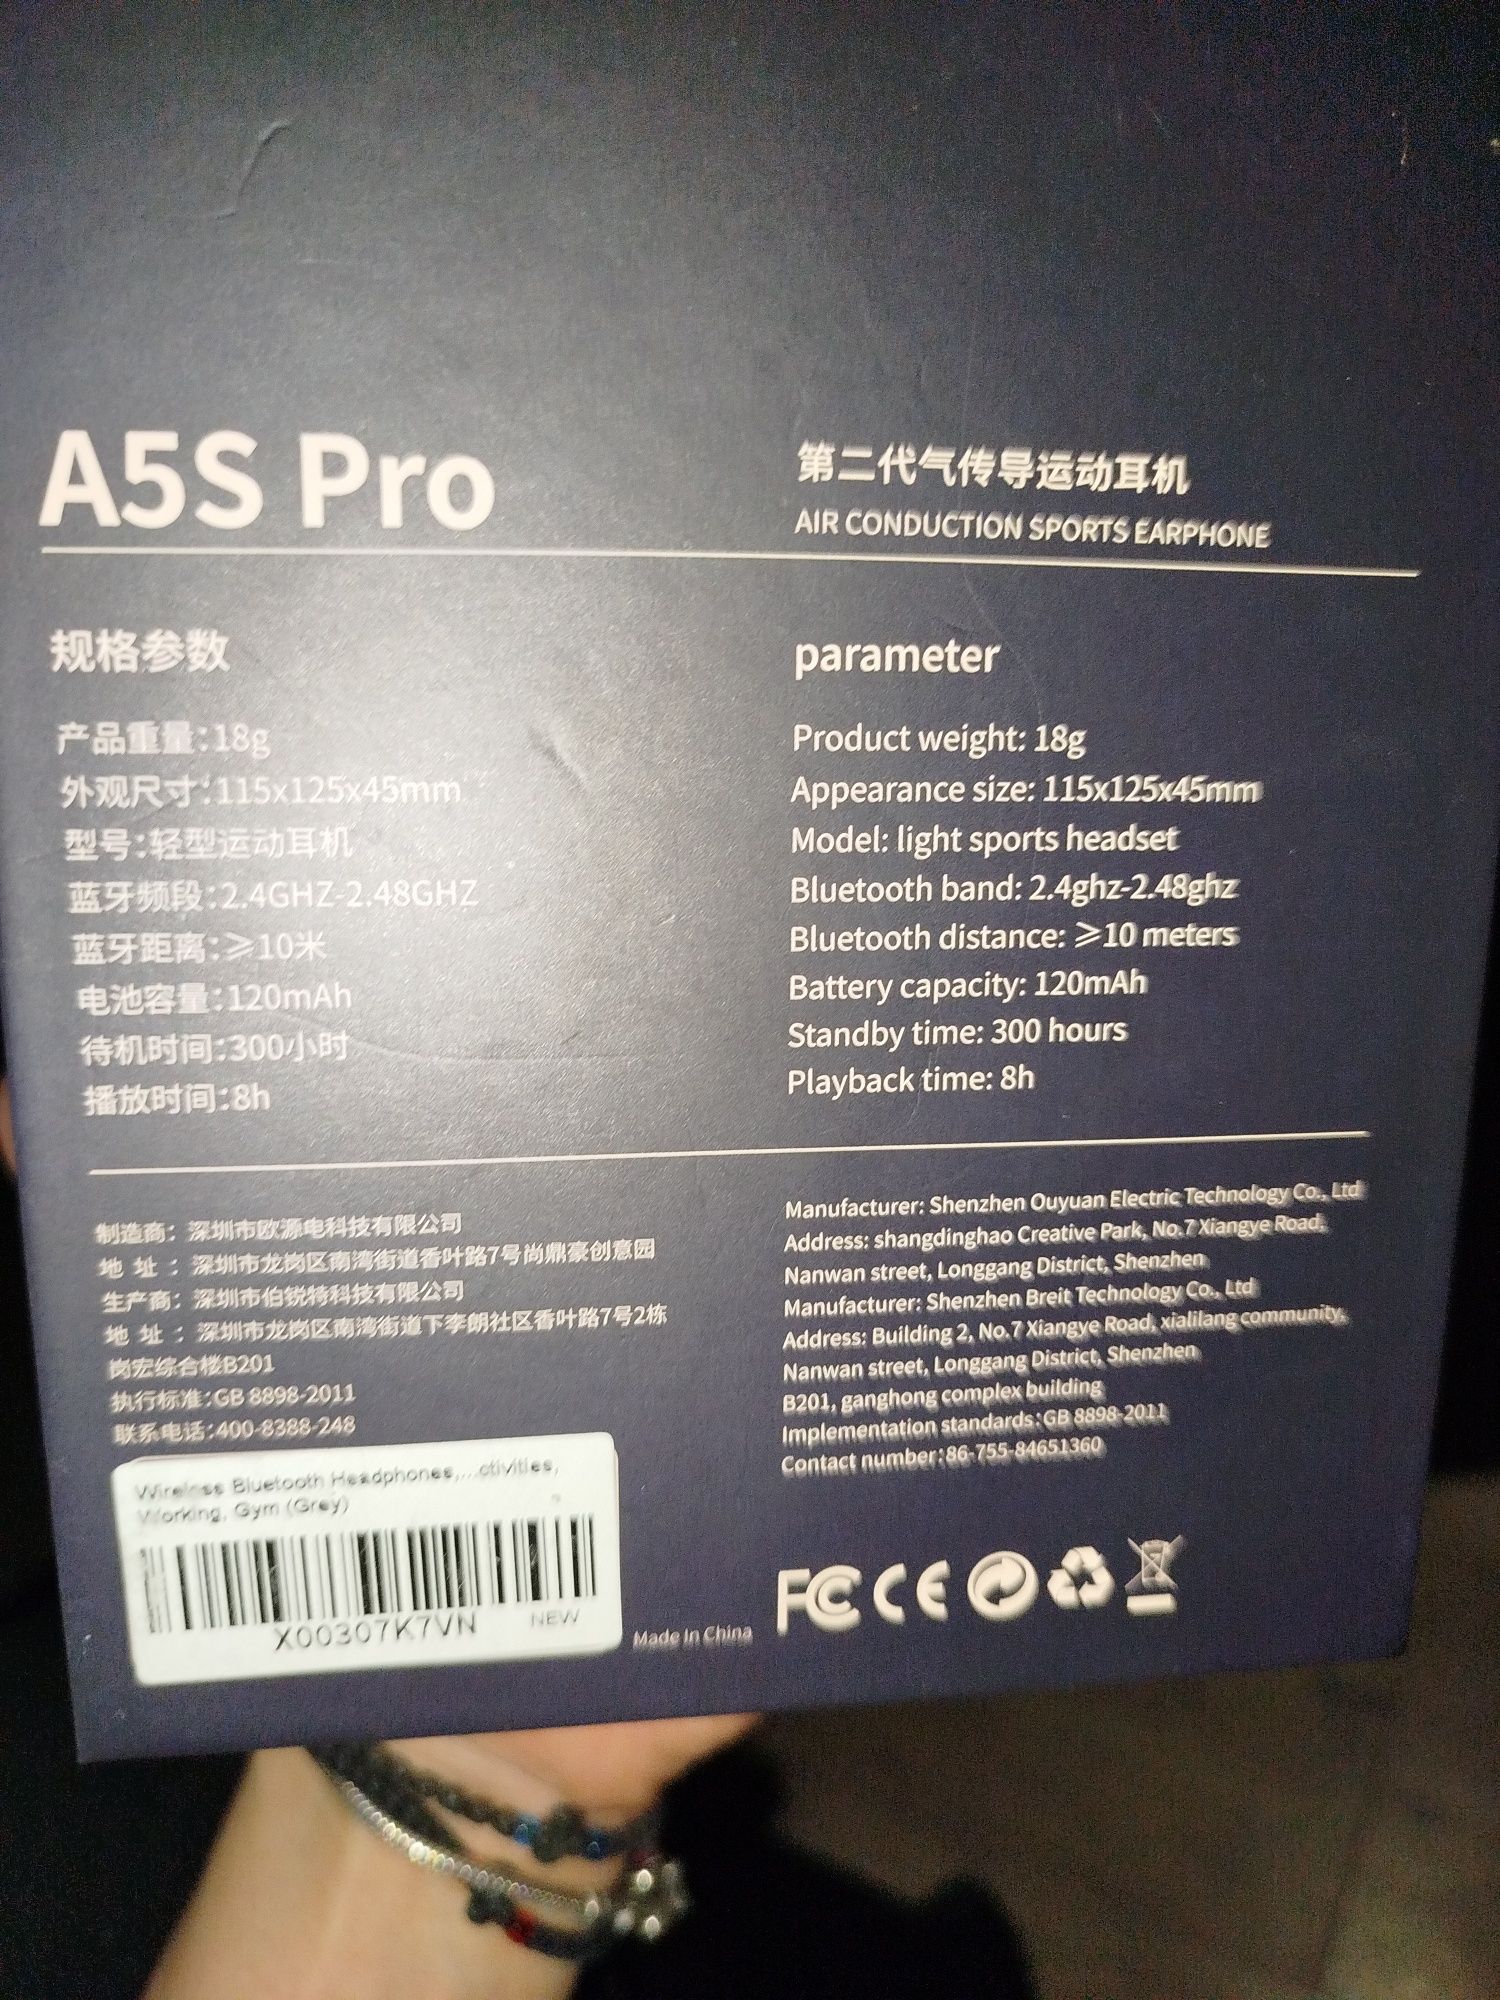 A5S Pro
第二代气传导运动耳机
AIR CONDUCTION SPORTS EARPHONE
规格参数
产品重量:18g
外观尺寸:115x125x45mm
型号:轻型运动耳机
蓝牙频段:2.4GHZ-2.48GHZ
蓝牙距离:≥10米
电池容量:120mAh
待机时间:300小时
播放时间:8h
parameter
Product weight: 18g
Appearance size: 115x125x45mm
Model: light sports headset
Bluetooth band: 2.4ghz-2.48ghz
Bluetooth distance: ≥10 meters
Battery capacity: 120mAh
Standby time: 300 hours
Playback time: 8h
制造商：深圳市欧源电科技有限公司
地 址 ：深圳市龙岗区南湾街道香叶路7号尚鼎豪创意园
生产商：深圳市伯锐特科技有限公司
地 址 ：深圳市龙岗区南湾街道下李朗社区香叶路7号2栋
岗宏综合楼B201
执行标准:GB 8898-2011
联系电话:400-8388-248
Manufacturer: Shenzhen Ouyuan Electric Technology Co., Ltd
Address: shangdinghao Creative Park, No.7 Xiangye Road,
Nanwan street, Longgang District, Shenzhen
Manufacturer: Shenzhen Breit Technology Co., Ltd
Address: Building 2, No.7 Xiangye Road, xialilang community,
Nanwan street, Longgang District, Shenzhen
B201, ganghong complex building
Implementation standards:GB 8898-2011
Contact number:86-755-84651360
Wireless Bluetooth Headphones,...ctivities,
Working, Gym (Grey)
X00307K7VN
NEW
Made In China
FC CE